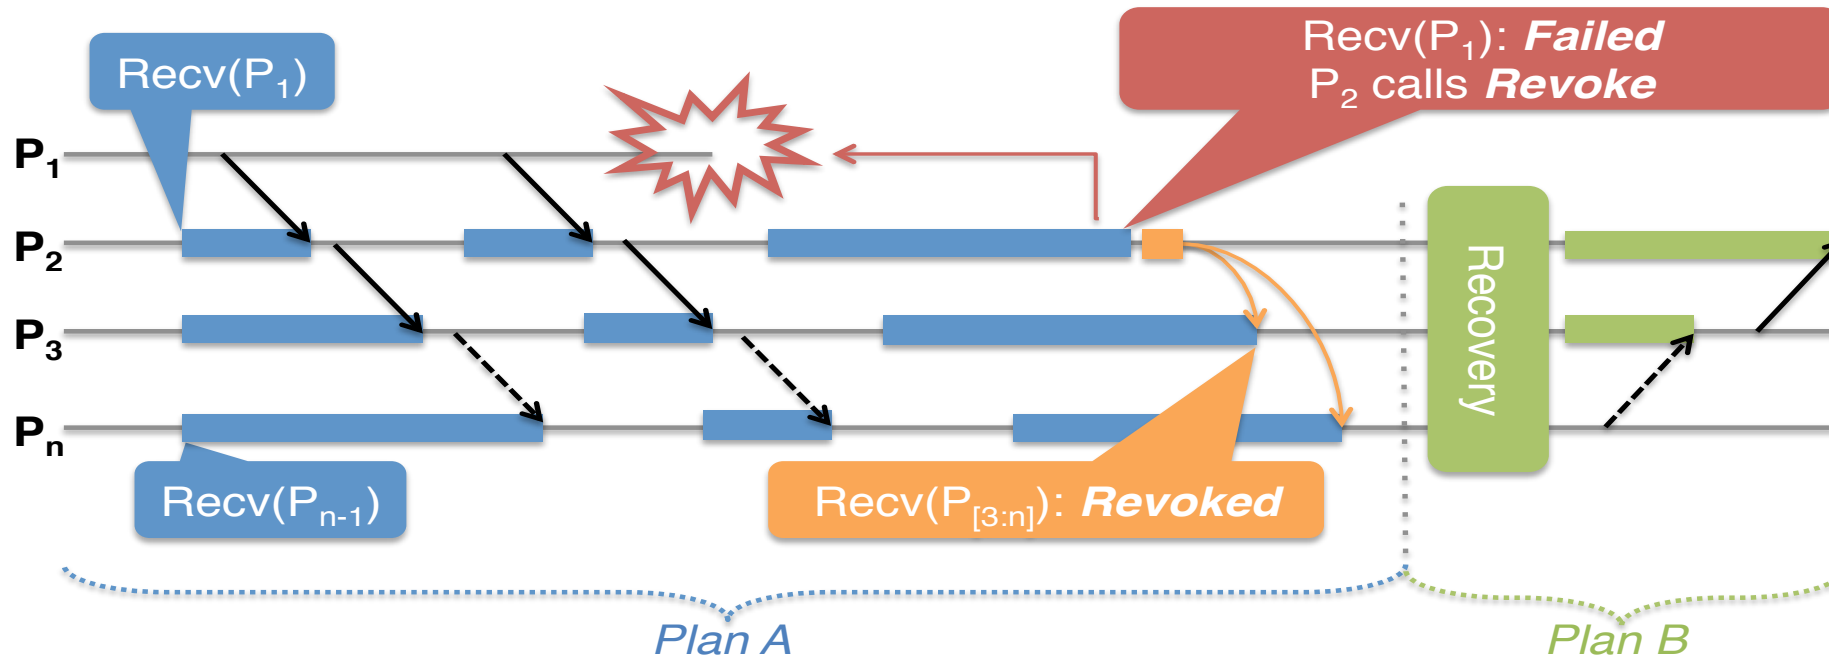 Recv(P1): Failed
P2 calls Revoke
Recv(P1)
P1
P2
P3
Pn
Recovery
Recv(Pn-1)
Recv(P[3:n]): Revoked
Plan A
Plan B